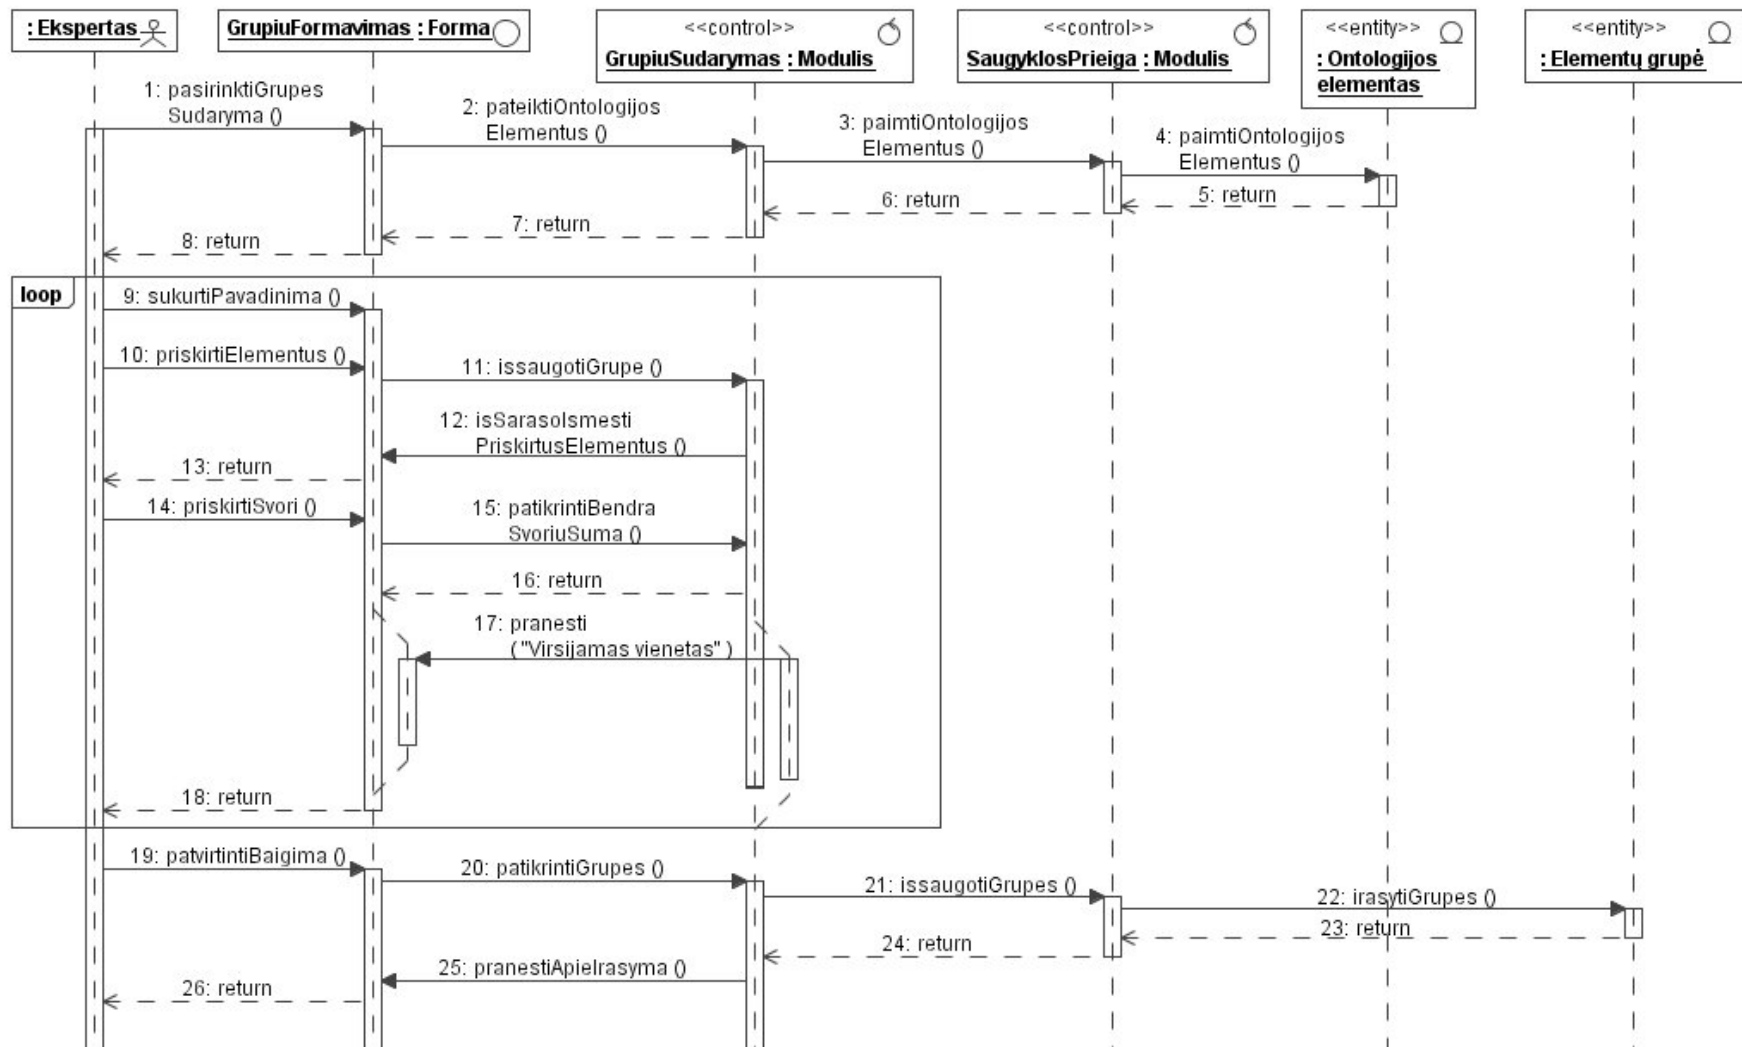 : Ekspertas
GrupiuFormavimas : Forma
<<control>>
GrupiuSudarymas : Modulis
<<control>>
SaugyklosPrieiga : Modulis
<<entity>>
: Ontologijos
elementas
<<entity>>
: Elementų grupė
1: pasirinktiGrupes
Sudaryma ()
2: pateiktiOntologijos
Elementus ()
3: paimtiOntologijos
Elementus ()
4: paimtiOntologijos
Elementus ()
5: return
6: return
7: return
8: return
loop
9: sukurtiPavadinima ()
10: priskirtiElementus ()
11: issaugotiGrupe ()
12: isSarasoIsmesti
PriskirtusElementus ()
13: return
14: priskirtiSvori ()
15: patikrintiBendra
SvoriuSuma ()
16: return
17: pranesti
( "Virsijamas vienetas" )
18: return
19: patvirtintiBaigima ()
20: patikrintiGrupes ()
21: issaugotiGrupes ()
22: irasytiGrupes ()
23: return
24: return
25: pranestiApieIrasyma ()
26: return